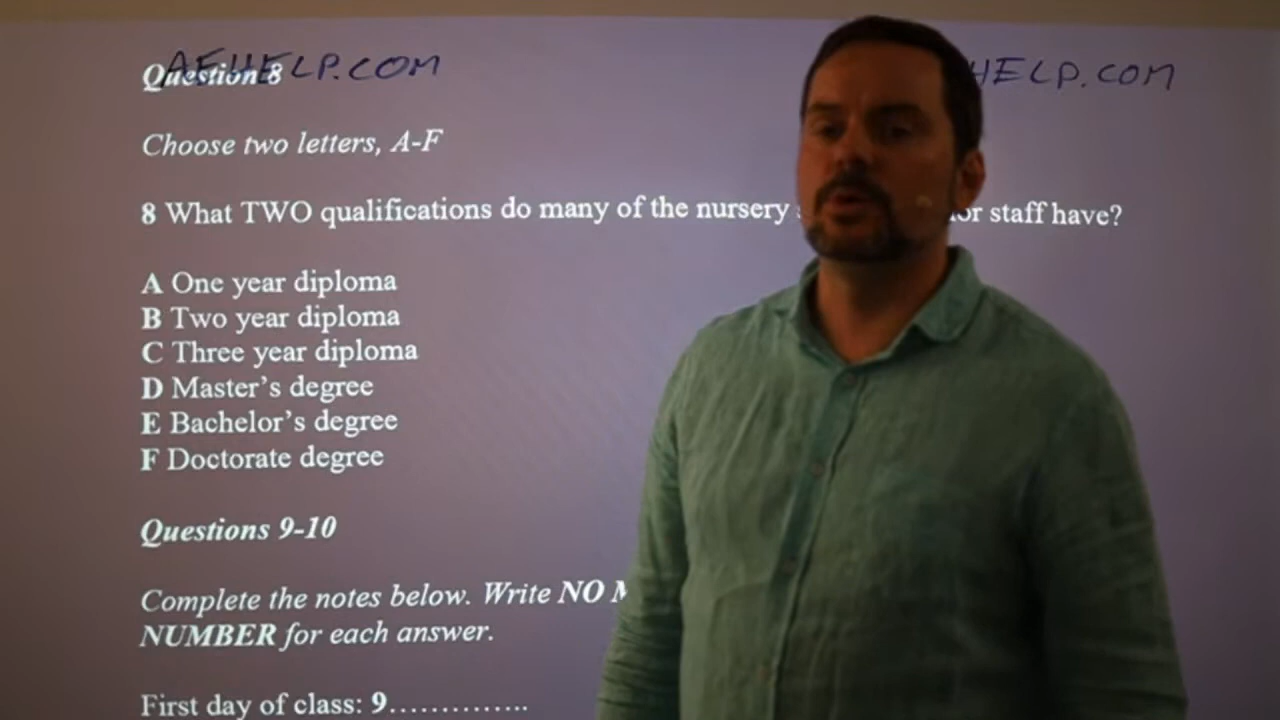 AEHELP.COM
HELP.COM
Question 8
Choose two letters, A-F
8 What TWO qualifications do many of the nursery or staff have?
A One year diploma
B Two year diploma
C Three year diploma
D Master's degree
E Bachelor's degree
F Doctorate degree
Questions 9-10
Complete the notes below. Write NO
NUMBER for each answer.
First day of class: 9..............